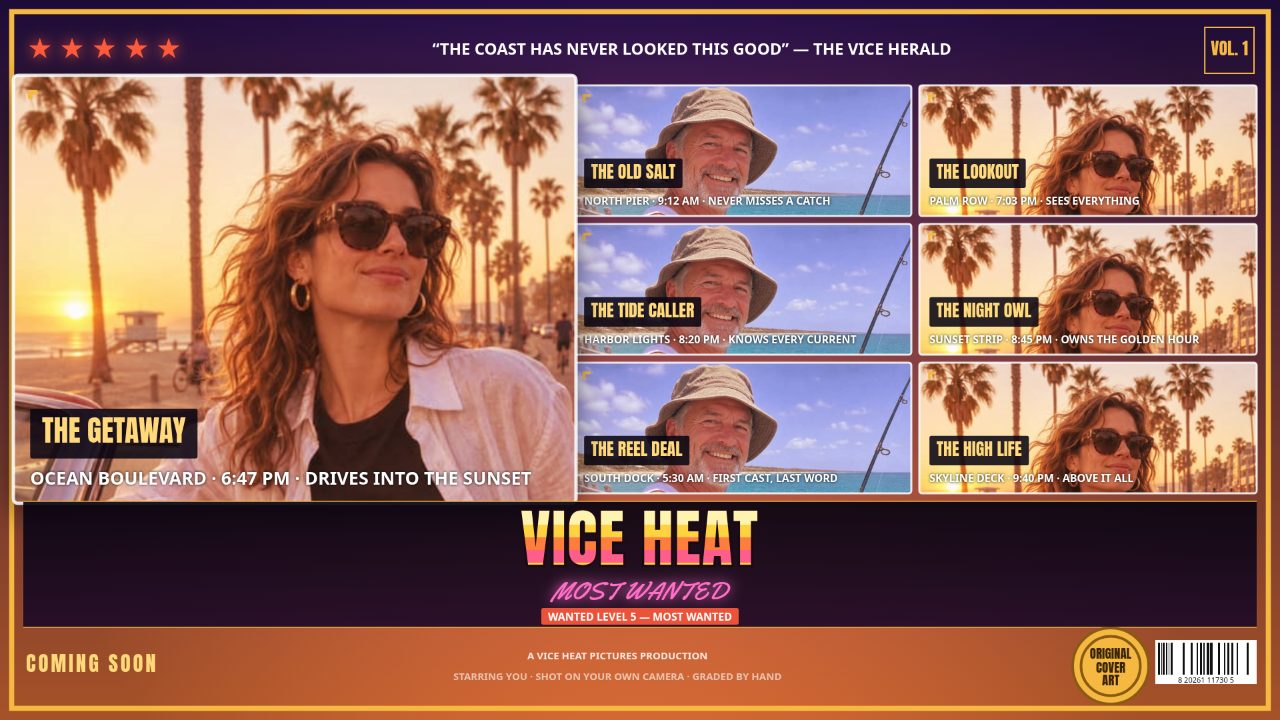 ★ ★ ★ ★ ★
“THE COAST HAS NEVER LOOKED THIS GOOD” — THE VICE HERALD
VOL. 1
THE GETAWAY
OCEAN BOULEVARD · 6:47 PM · DRIVES INTO THE SUNSET
THE OLD SALT
NORTH PIER · 9:12 AM · NEVER MISSES A CATCH
THE LOOKOUT
PALM ROW · 7:03 PM · SEES EVERYTHING
THE TIDE CALLER
HARBOR LIGHTS · 8:20 PM · KNOWS EVERY CURRENT
THE NIGHT OWL
SUNSET STRIP · 8:45 PM · OWNS THE GOLDEN HOUR
THE REEL DEAL
SOUTH DOCK · 5:30 AM · FIRST CAST, LAST WORD
THE HIGH LIFE
SKYLINE DECK · 9:40 PM · ABOVE IT ALL
VICE HEAT
MOST WANTED
WANTED LEVEL 5 — MOST WANTED
COMING SOON
A VICE HEAT PICTURES PRODUCTION
STARRING YOU · SHOT ON YOUR OWN CAMERA · GRADED BY HAND
ORIGINAL
COVER
ART
8 20261 11730 5